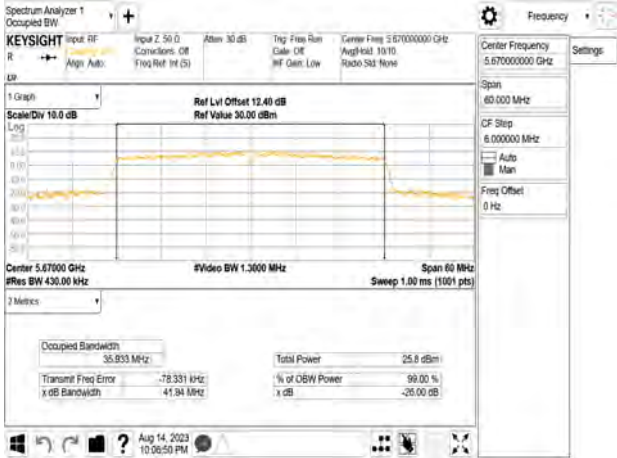 Spectrum Analyzer 1
Occupied BW
Frequency
KEYSIGHT Input: RF
R
Align: Auto
Input Z: 50 Ω
Corrections: Off
Freq Ref: Int (S)
Atten: 30 dB
Trig: Free Run
Gate: Off
#IF Gain: Low
Center Freq: 5.670000000 GHz
Avg|Hold: 10/10
Radio Std: None
Center Frequency
5.670000000 GHz
Settings
Span
60.000 MHz
CF Step
6.000000 MHz
Auto
Man
Freq Offset
0 Hz
1 Graph
Scale/Div 10.0 dB
Log
Ref Lvl Offset 12.40 dB
Ref Value 30.00 dBm
Center 5.67000 GHz
#Res BW 430.00 kHz
#Video BW 1.3000 MHz
Span 60 MHz
Sweep 1.00 ms (1001 pts)
2 Metrics
Occupied Bandwidth
35.933 MHz
Total Power 25.8 dBm
Transmit Freq Error -78.331 kHz
% of OBW Power 99.00 %
x dB Bandwidth 41.94 MHz
x dB -26.00 dB
?
Aug 14, 2023
10:06:50 PM